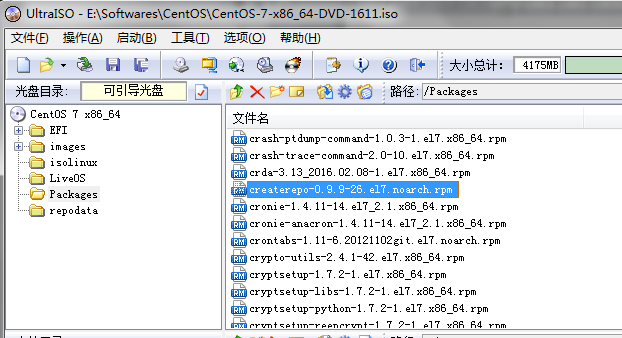 UltraISO - E:\Softwares\CentOS\CentOS-7-x86_64-DVD-1611.iso
文件(F) 操作(A) 启动(B) 工具(T) 选项(O) 帮助(H)
大小总计: 4175MB
光盘目录: 可引导光盘 路径: /Packages
CentOS 7 x86_64
EFI
images
isolinux
LiveOS
Packages
repodata
文件名
crash-ptdump-command-1.0.3-1.el7.x86_64.rpm
crash-trace-command-2.0-10.el7.x86_64.rpm
crda-3.13_2016.02.08-1.el7.x86_64.rpm
createrepo-0.9.9-26.el7.noarch.rpm
cronie-1.4.11-14.el7_2.1.x86_64.rpm
cronie-anacron-1.4.11-14.el7_2.1.x86_64.rpm
crontabs-1.11-6.20121102git.el7.noarch.rpm
crypto-utils-2.4.1-42.el7.x86_64.rpm
cryptsetup-1.7.2-1.el7.x86_64.rpm
cryptsetup-libs-1.7.2-1.el7.x86_64.rpm
cryptsetup-python-1.7.2-1.el7.x86_64.rpm
cryptsetup-reencrypt-1.7.2-1.el7.x86_64.rpm